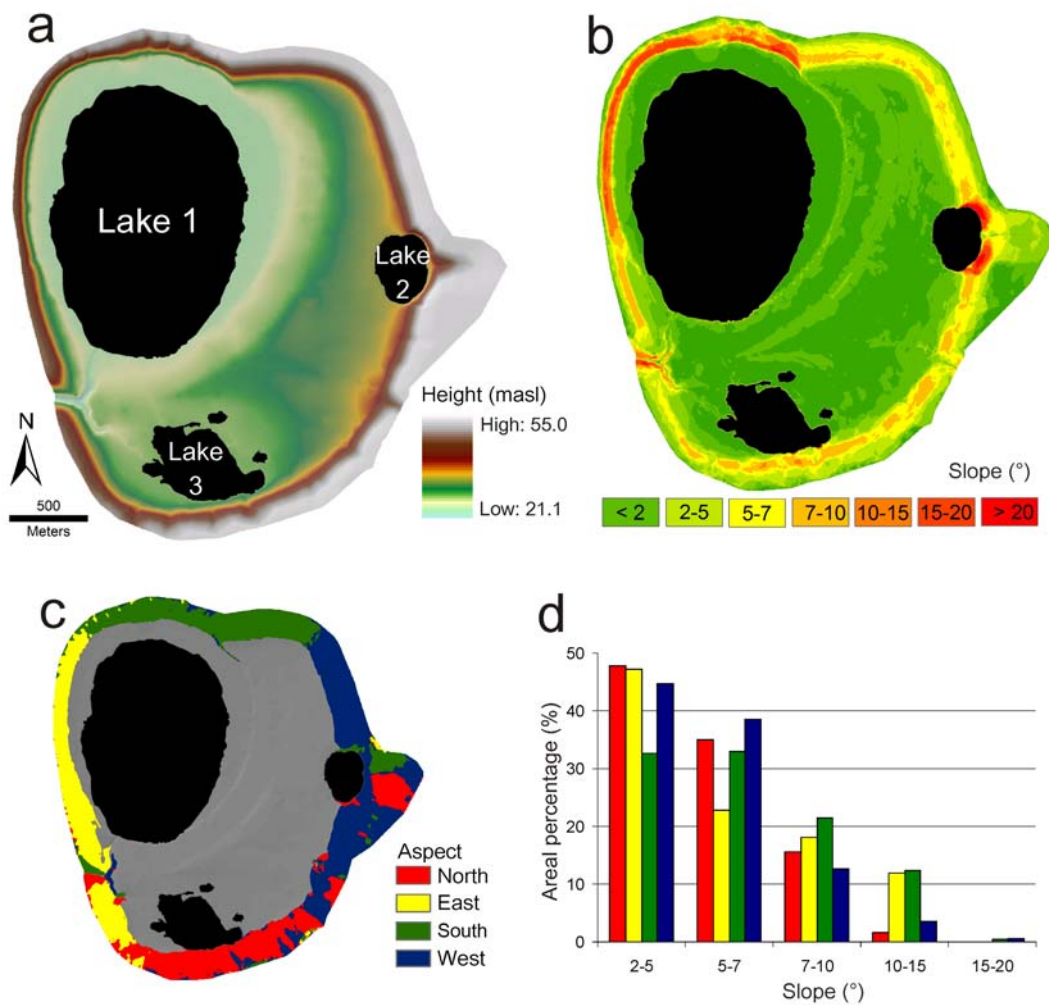 a
Lake 1
Lake
2
Lake
3
N
500
Meters
Height (masl)
High: 55.0
Low: 21.1
b
Slope (°)
< 2 2-5 5-7 7-10 10-15 15-20 > 20
c
Aspect
North
East
South
West
d
Areal percentage (%)
50
40
30
20
10
0
2-5 5-7 7-10 10-15 15-20
Slope (°)